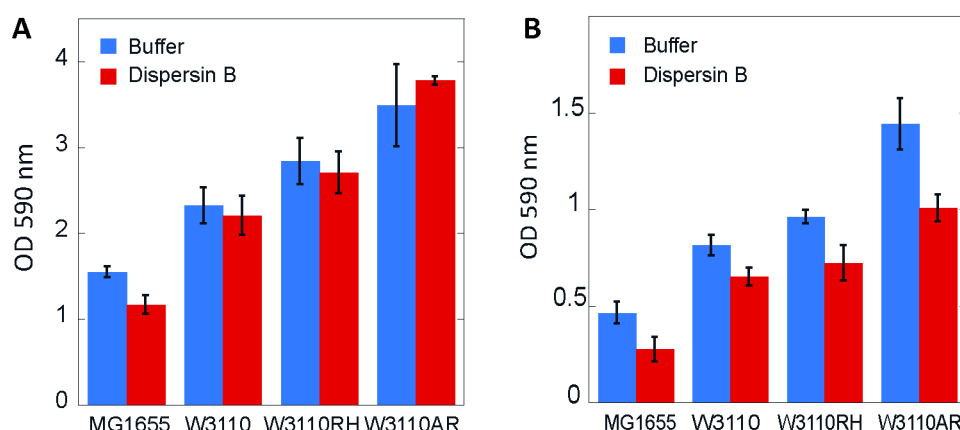 A
Buffer
Dispersin B
OD 590 nm
4
3
2
1
0
MG1655 W3110 W3110RH W3110AR
B
Buffer
Dispersin B
OD 590 nm
1.5
1
0.5
0
MG1655 W3110 W3110RH W3110AR